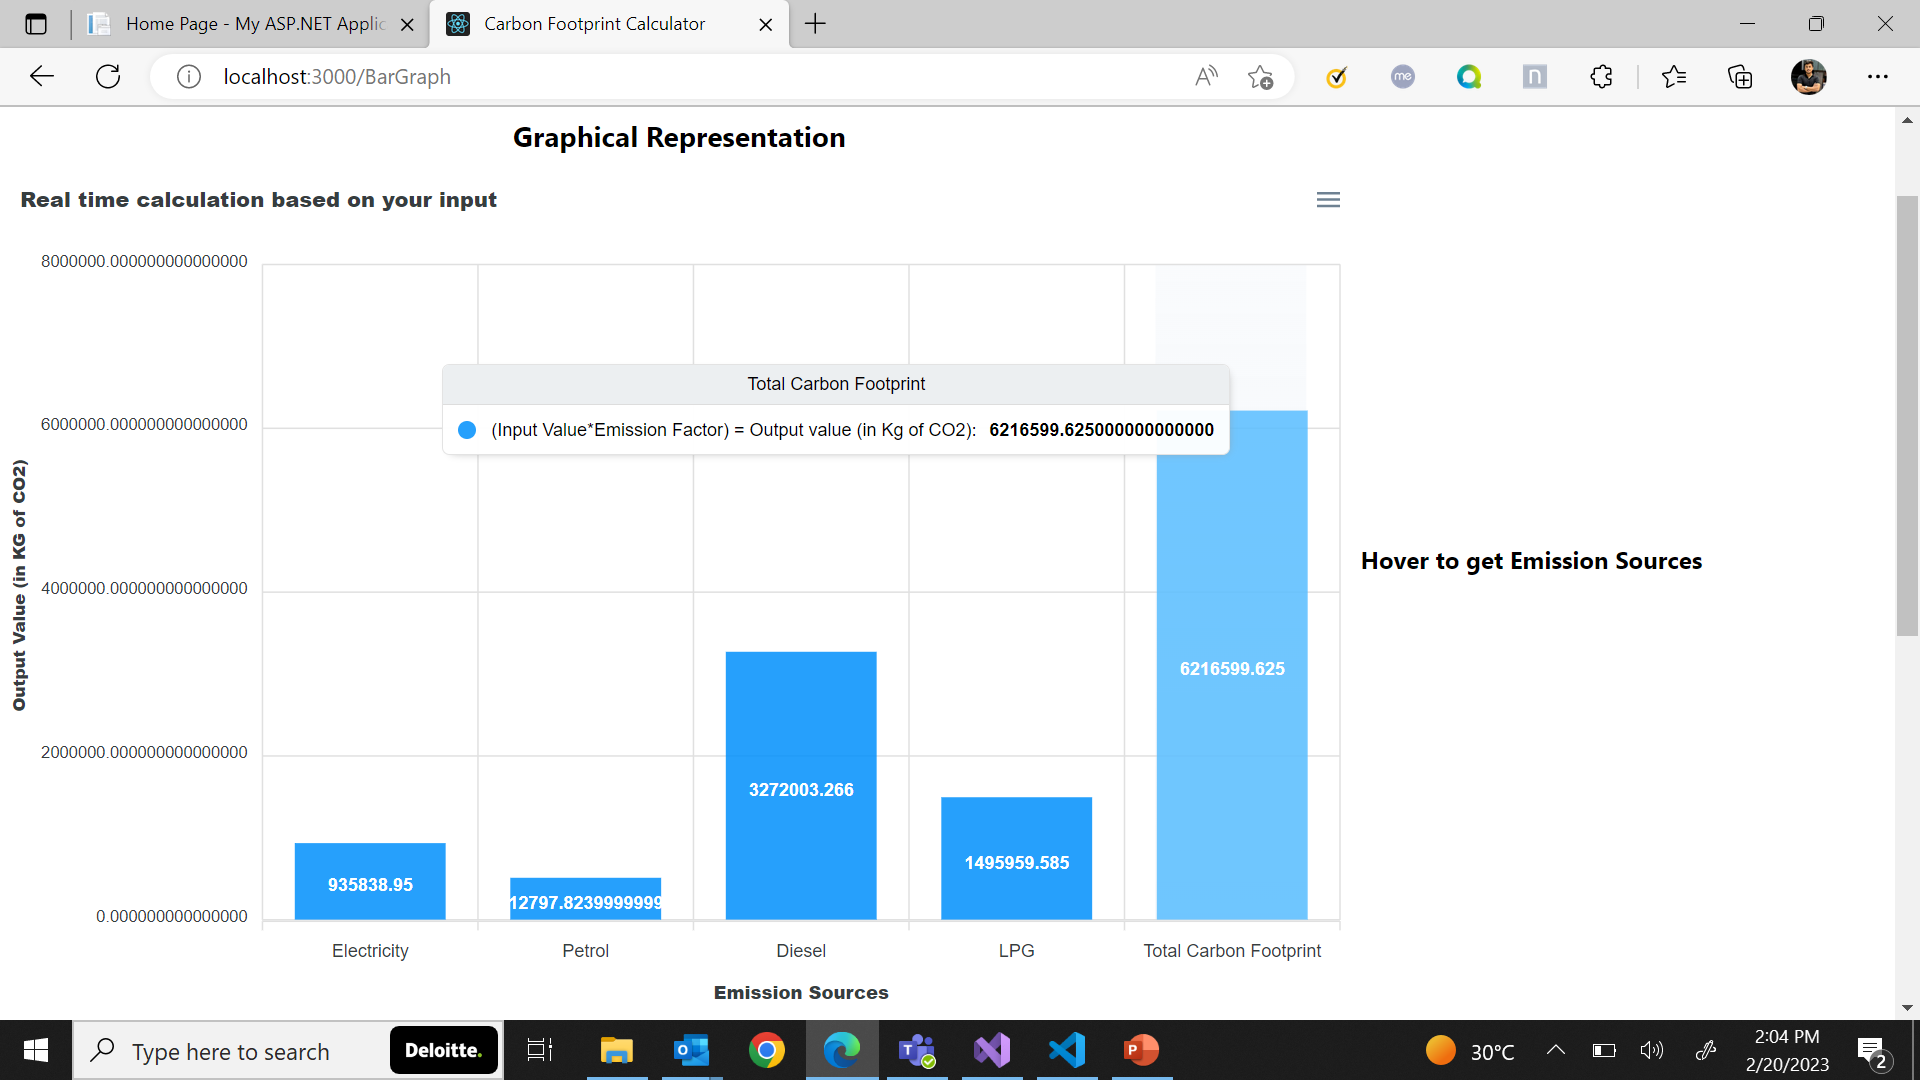 Home Page - My ASP.NET Applic
Carbon Footprint Calculator
localhost:3000/BarGraph
A
me
n
Graphical Representation
Real time calculation based on your input
8000000.000000000000000
6000000.000000000000000
4000000.000000000000000
2000000.000000000000000
0.000000000000000
Output Value (in KG of CO2)
Total Carbon Footprint
(Input Value*Emission Factor) = Output value (in Kg of CO2): 6216599.625000000000000
Hover to get Emission Sources
6216599.625
3272003.266
1495959.585
935838.95
12797.8239999999
Electricity
Petrol
Diesel
LPG
Total Carbon Footprint
Emission Sources
Type here to search
Deloitte.
30°C
2:04 PM
2/20/2023
2